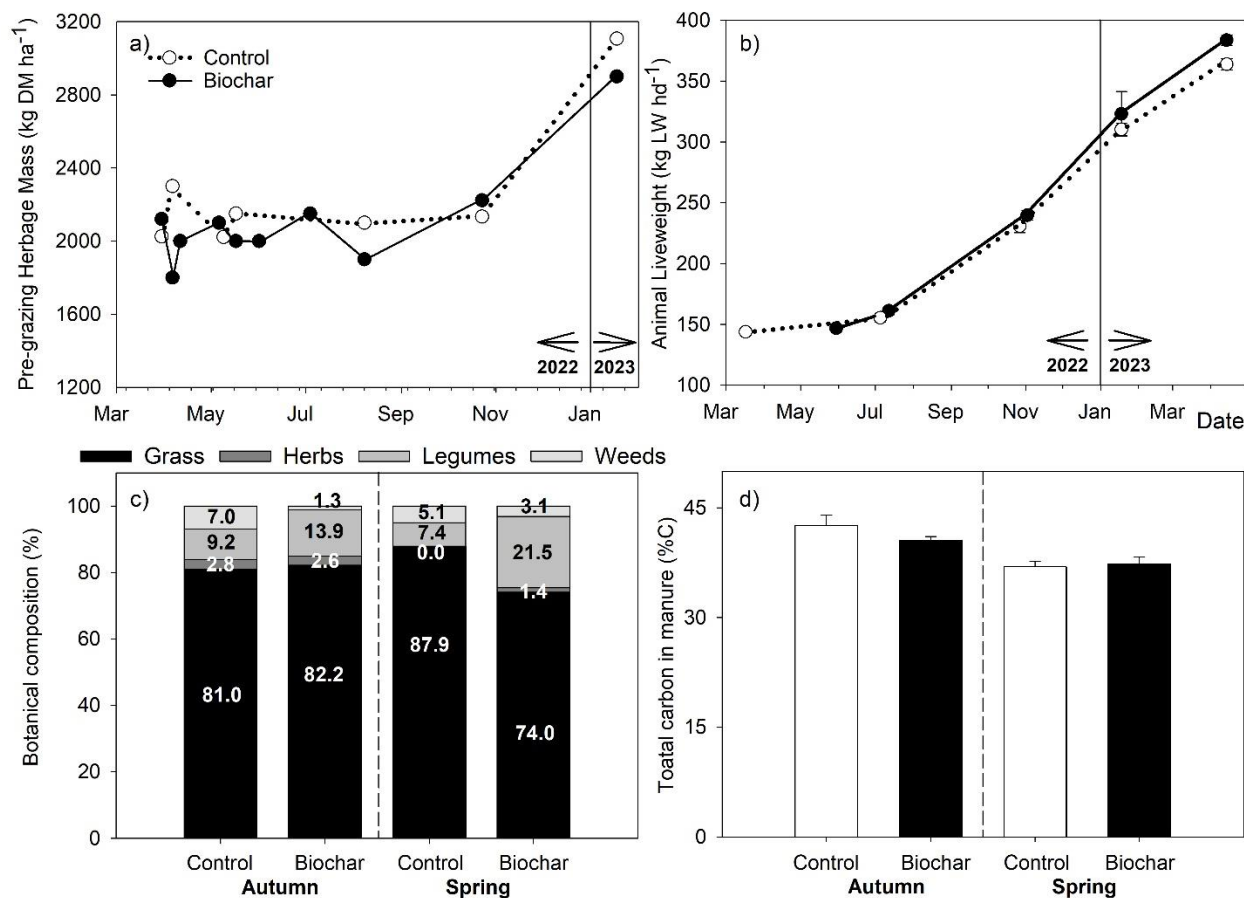 Pre-grazing Herbage Mass (kg DM ha⁻¹)
3200
2800
2400
2000
1600
1200
a)
Control
Biochar
2022
2023
Mar May Jul Sep Nov Jan
Animal Liveweight (kg LW hd⁻¹)
400
350
300
250
200
150
100
b)
2022
2023
Mar May Jul Sep Nov Jan Mar Date
Grass Herbs Legumes Weeds
Botanical composition (%)
100
80
60
40
20
0
c)
7.0
9.2
2.8
81.0
1.3
13.9
2.6
82.2
5.1
7.4
0.0
87.9
3.1
21.5
1.4
74.0
Control Biochar Control Biochar
Autumn Spring
Toatal carbon in manure (%C)
45
30
15
0
d)
Control Biochar Control Biochar
Autumn Spring